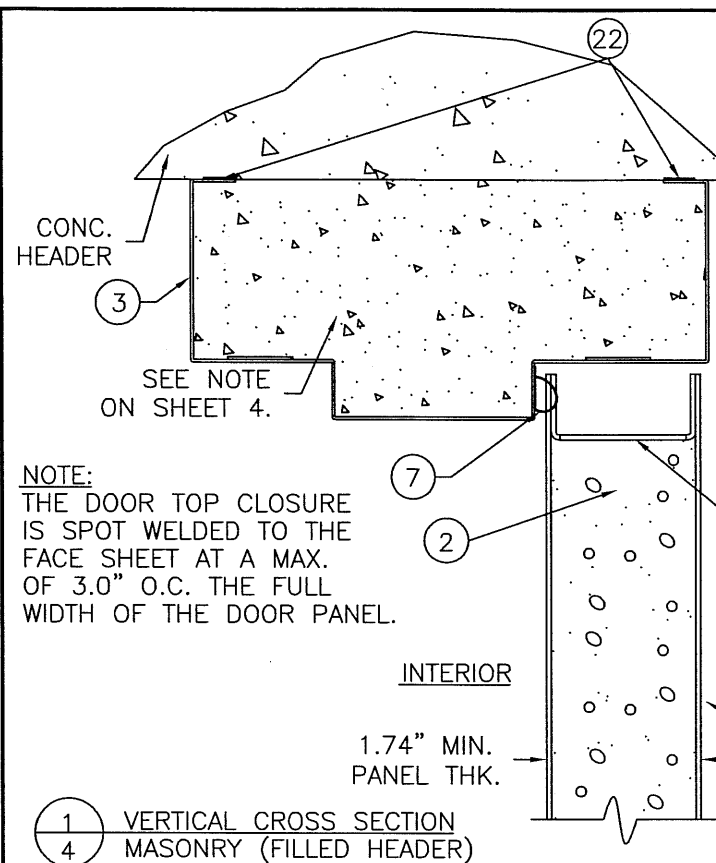 22
CONC.
HEADER
3
SEE NOTE
ON SHEET 4.
7
NOTE:
THE DOOR TOP CLOSURE
IS SPOT WELDED TO THE
FACE SHEET AT A MAX.
OF 3.0" O.C. THE FULL
WIDTH OF THE DOOR PANEL.
2
INTERIOR
1.74" MIN.
PANEL THK.
1
4
VERTICAL CROSS SECTION
MASONRY (FILLED HEADER)